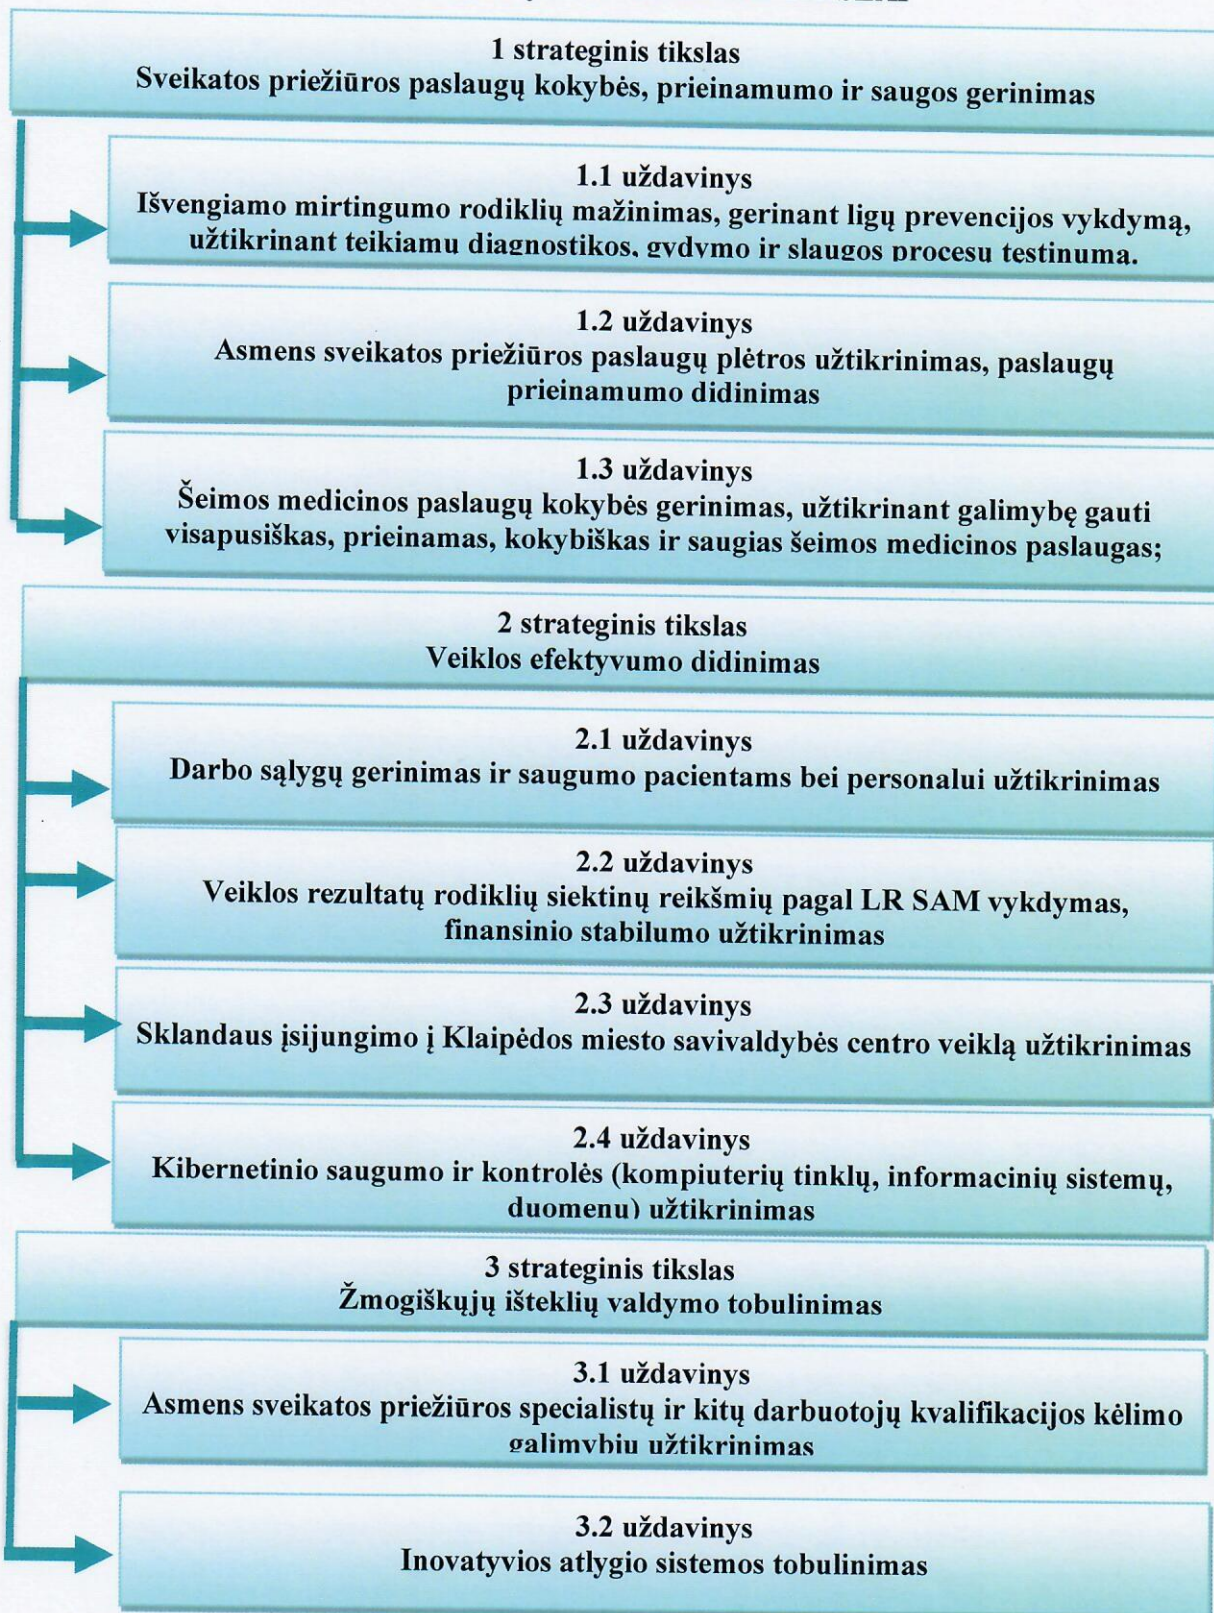 1 strateginis tikslas
Sveikatos priežiūros paslaugų kokybės, prieinamumo ir saugos gerinimas
1.1 uždavinys
Išvengiamo mirtingumo rodiklių mažinimas, gerinant ligų prevencijos vykdymą,
užtikrinant teikiamų diagnostikos, gydymo ir slaugos procesų tęstinumą.
1.2 uždavinys
Asmens sveikatos priežiūros paslaugų plėtros užtikrinimas, paslaugų
prieinamumo didinimas
1.3 uždavinys
Šeimos medicinos paslaugų kokybės gerinimas, užtikrinant galimybę gauti
visapusiškas, prieinamas, kokybiškas ir saugias šeimos medicinos paslaugas;
2 strateginis tikslas
Veiklos efektyvumo didinimas
2.1 uždavinys
Darbo sąlygų gerinimas ir saugumo pacientams bei personalui užtikrinimas
2.2 uždavinys
Veiklos rezultatų rodiklių siektinų reikšmių pagal LR SAM vykdymas,
finansinio stabilumo užtikrinimas
2.3 uždavinys
Sklandaus įsijungimo į Klaipėdos miesto savivaldybės centro veiklą užtikrinimas
2.4 uždavinys
Kibernetinio saugumo ir kontrolės (kompiuterių tinklų, informacinių sistemų,
duomenų) užtikrinimas
3 strateginis tikslas
Žmogiškųjų išteklių valdymo tobulinimas
3.1 uždavinys
Asmens sveikatos priežiūros specialistų ir kitų darbuotojų kvalifikacijos kėlimo
galimybių užtikrinimas
3.2 uždavinys
Inovatyvios atlygio sistemos tobulinimas